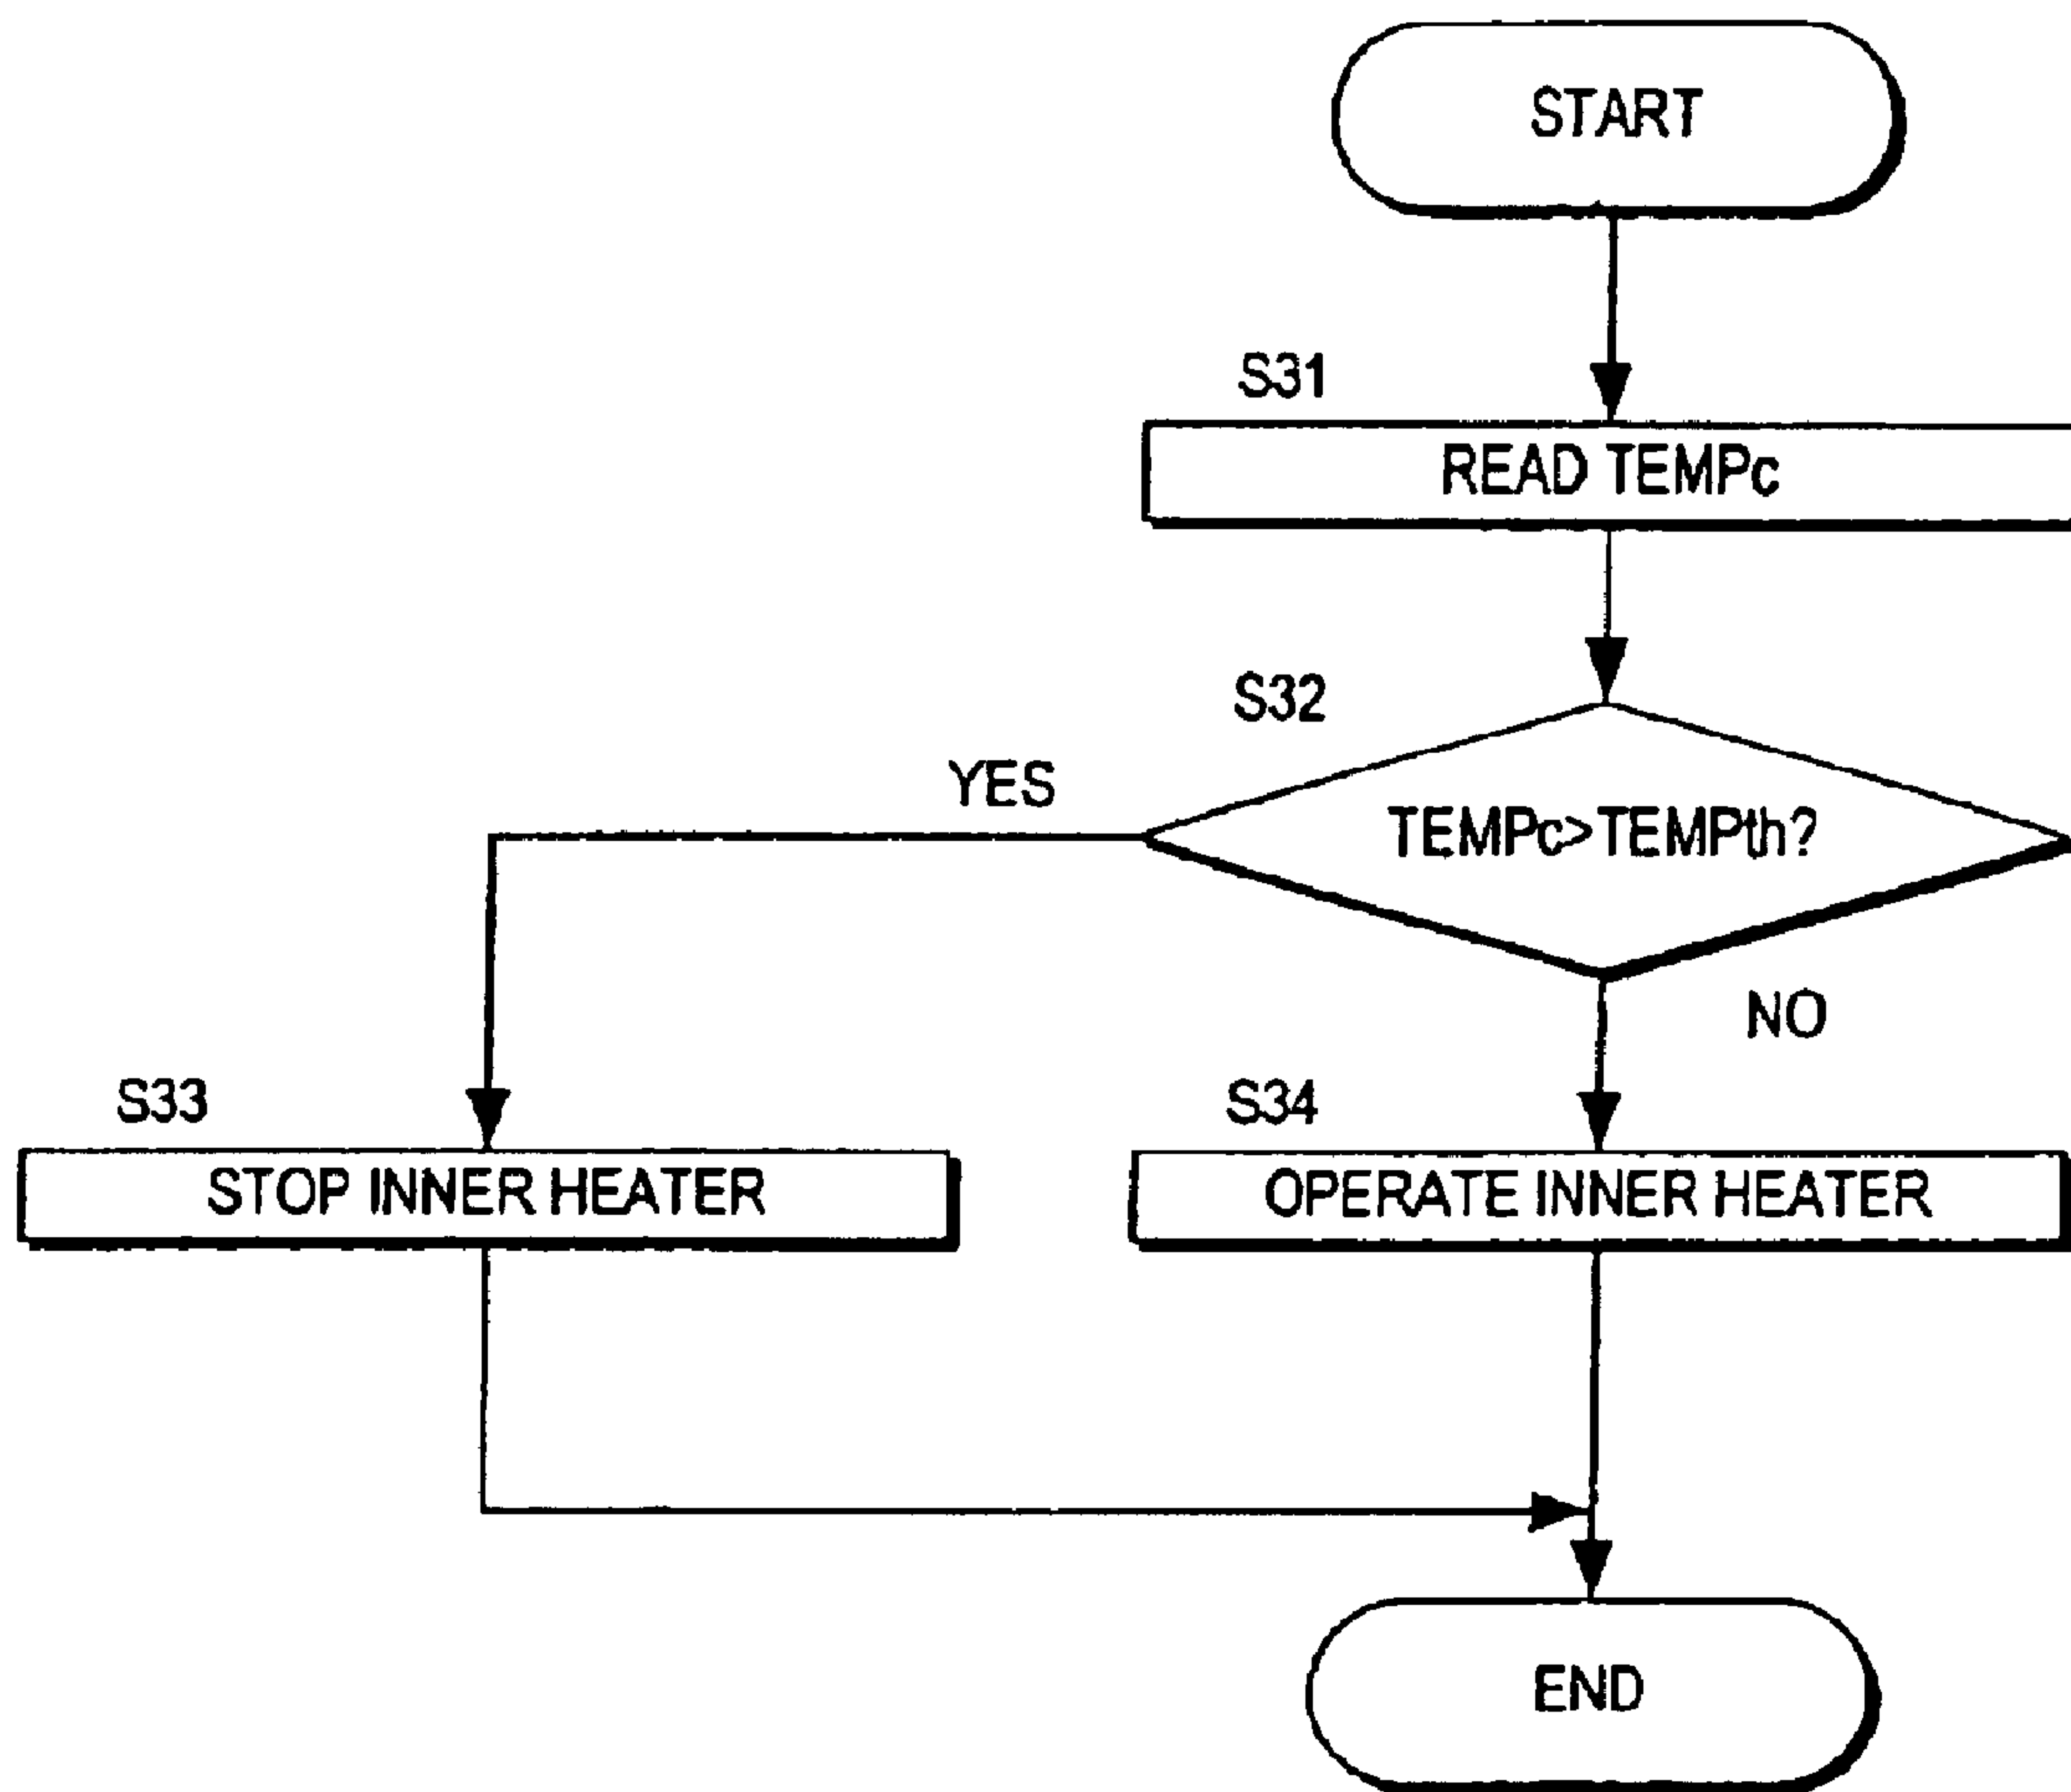 START
S31
READ TEMPc
S32
YES
TEMPc>TEMPth?
NO
S33
STOP INNER HEATER
S34
OPERATE INNER HEATER
END